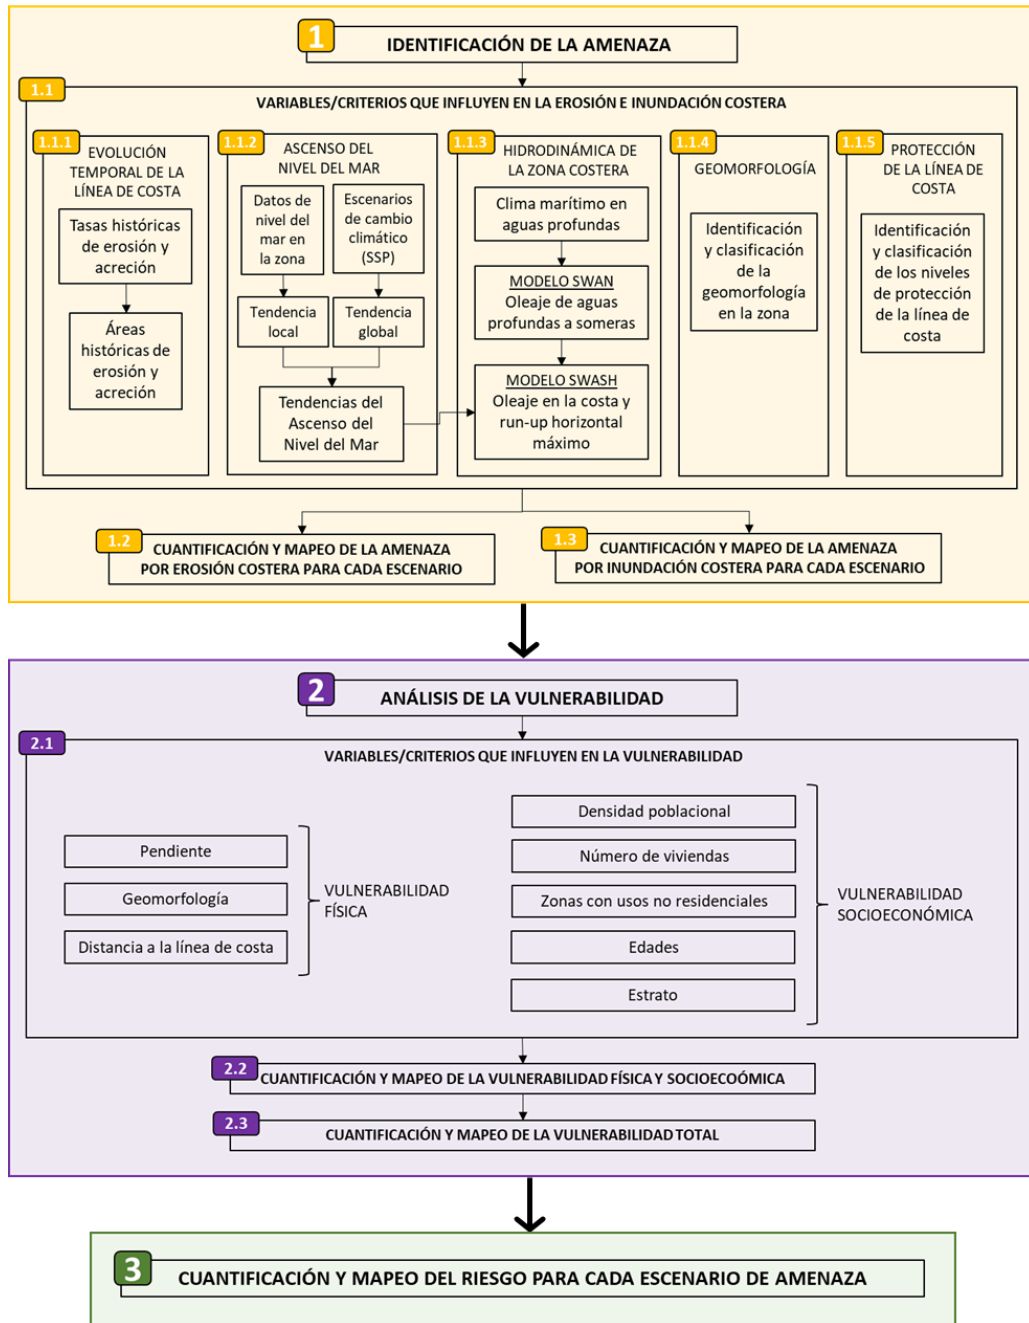 1
IDENTIFICACIÓN DE LA AMENAZA
1.1
VARIABLES/CRITERIOS QUE INFLUYEN EN LA EROSIÓN E INUNDACIÓN COSTERA
1.1.1
EVOLUCIÓN
TEMPORAL DE LA
LÍNEA DE COSTA
Tasas históricas
de erosión y
acreción
Áreas
históricas de
erosión y
acreción
1.1.2
ASCENSO DEL
NIVEL DEL MAR
Datos de
nivel del
mar en
la zona
Escenarios
de cambio
climático
(SSP)
Tendencia
local
Tendencia
global
Tendencias del
Ascenso del
Nivel del Mar
1.1.3
HIDRODINÁMICA DE
LA ZONA COSTERA
Clima marítimo en
aguas profundas
MODELO SWAN
Oleaje de aguas
profundas a someras
MODELO SWASH
Oleaje en la costa y
run-up horizontal
máximo
1.1.4
GEOMORFOLOGÍA
Identificación
y clasificación
de la
geomorfología
en la zona
1.1.5
PROTECCIÓN
DE LA LÍNEA DE
COSTA
Identificación
y clasificación
de los niveles
de protección
de la línea de
costa
1.2
CUANTIFICACIÓN Y MAPEO DE LA AMENAZA
POR EROSIÓN COSTERA PARA CADA ESCENARIO
1.3
CUANTIFICACIÓN Y MAPEO DE LA AMENAZA
POR INUNDACIÓN COSTERA PARA CADA ESCENARIO
2
ANÁLISIS DE LA VULNERABILIDAD
2.1
VARIABLES/CRITERIOS QUE INFLUYEN EN LA VULNERABILIDAD
Pendiente
Geomorfología
Distancia a la línea de costa
VULNERABILIDAD
FÍSICA
Densidad poblacional
Número de viviendas
Zonas con usos no residenciales
Edades
Estrato
VULNERABILIDAD
SOCIOECONÓMICA
2.2
CUANTIFICACIÓN Y MAPEO DE LA VULNERABILIDAD FÍSICA Y SOCIOECOÓMICA
2.3
CUANTIFICACIÓN Y MAPEO DE LA VULNERABILIDAD TOTAL
3
CUANTIFICACIÓN Y MAPEO DEL RIESGO PARA CADA ESCENARIO DE AMENAZA